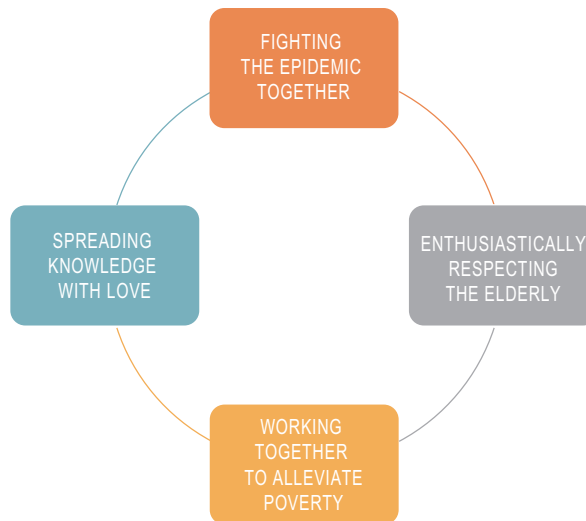 FIGHTING
THE EPIDEMIC
TOGETHER
SPREADING
KNOWLEDGE
WITH LOVE
ENTHUSIASTICALLY
RESPECTING
THE ELDERLY
WORKING
TOGETHER
TO ALLEVIATE
POVERTY